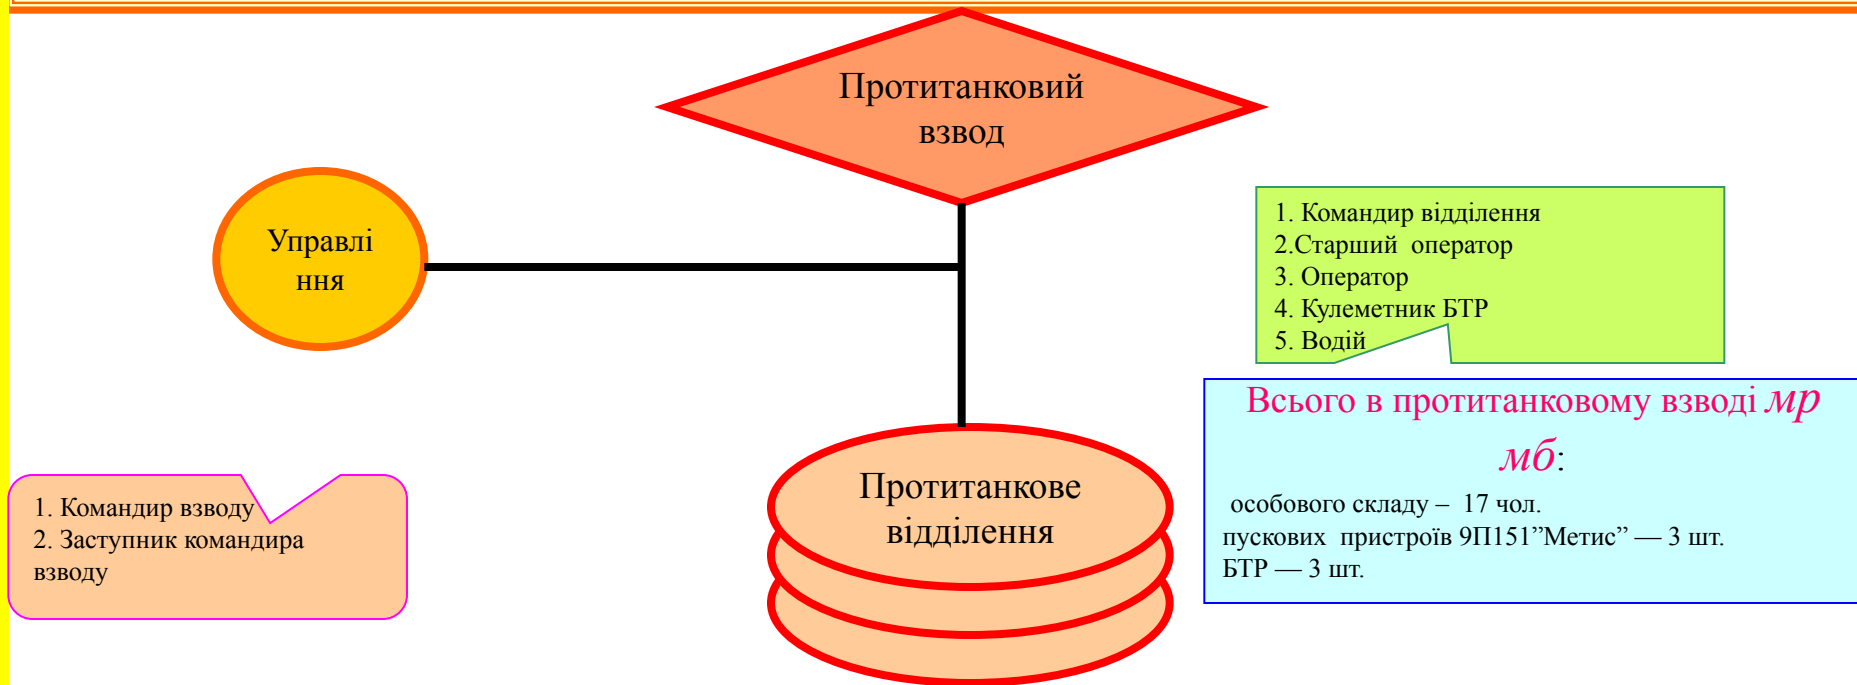 Протитанковий
взвод
Управлі
ння
1. Командир відділення
2.Старший оператор
3. Оператор
4. Кулеметник БТР
5. Водій
Всього в протитанковому взводі мр
мб:
особового складу – 17 чол.
пускових пристроїв 9П151”Метис” — 3 шт.
БТР — 3 шт.
Протитанкове
відділення
1. Командир взводу
2. Заступник командира
взводу